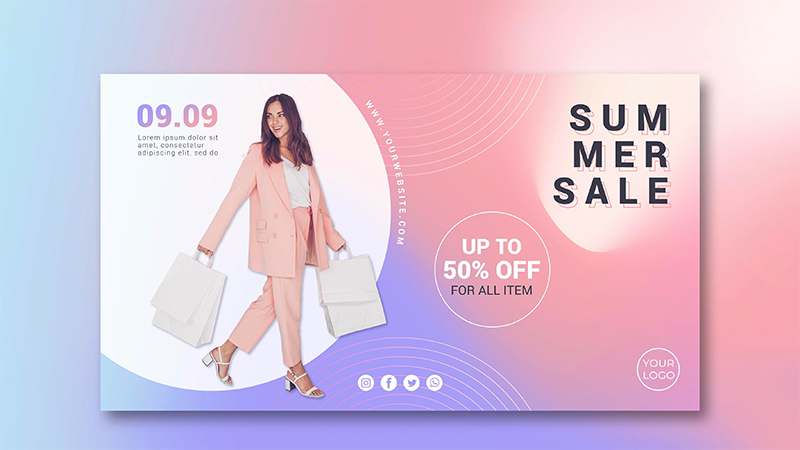 09.09
Lorem ipsum dolor sit
amet, consectetur
adipiscing elit. sed do
WWW.YOURWEBSITE.COM
SUM
MER
SALE
UP TO
50% OFF
FOR ALL ITEM
YOUR
LOGO